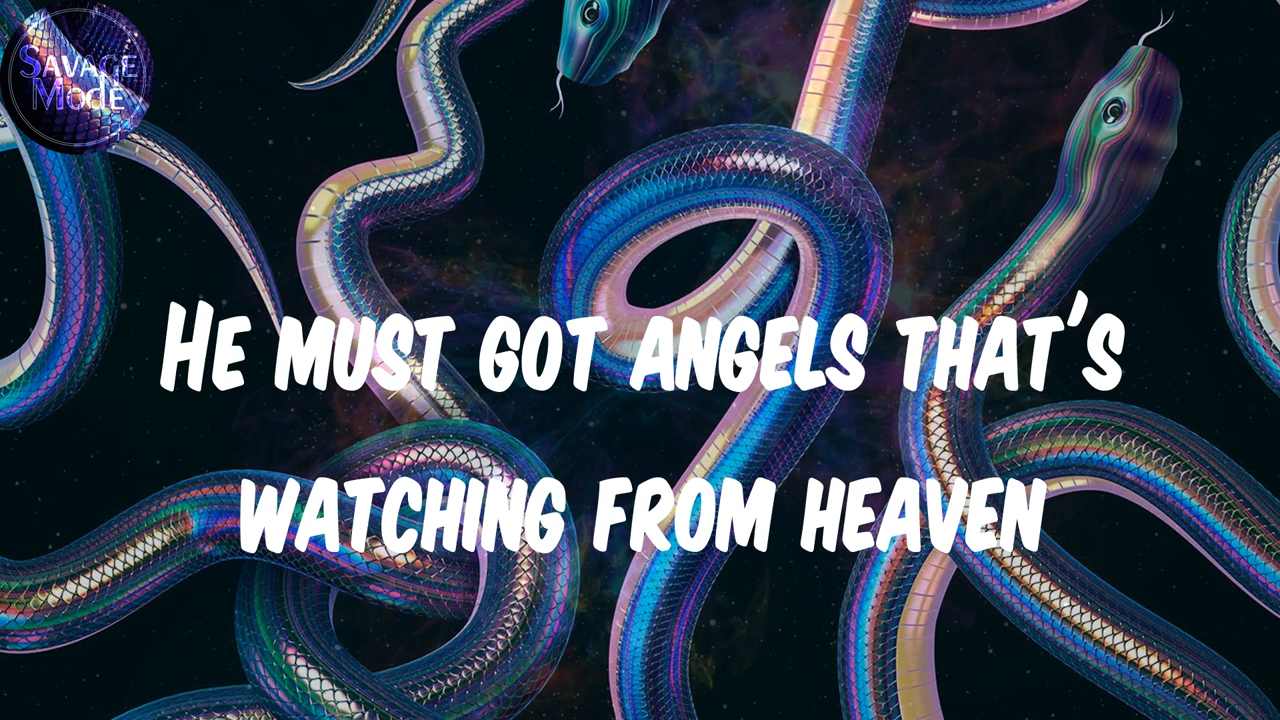 SAVAGE
MODE
HE MUST GOT ANGELS THAT'S
WATCHING FROM HEAVEN